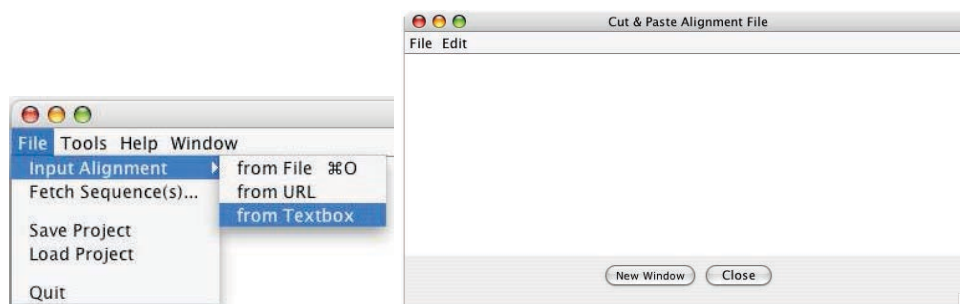 File Tools Help Window
Input Alignment
Fetch Sequence(s)...
Save Project
Load Project
Quit
from File ⌘O
from URL
from Textbox
Cut & Paste Alignment File
File Edit
New Window Close